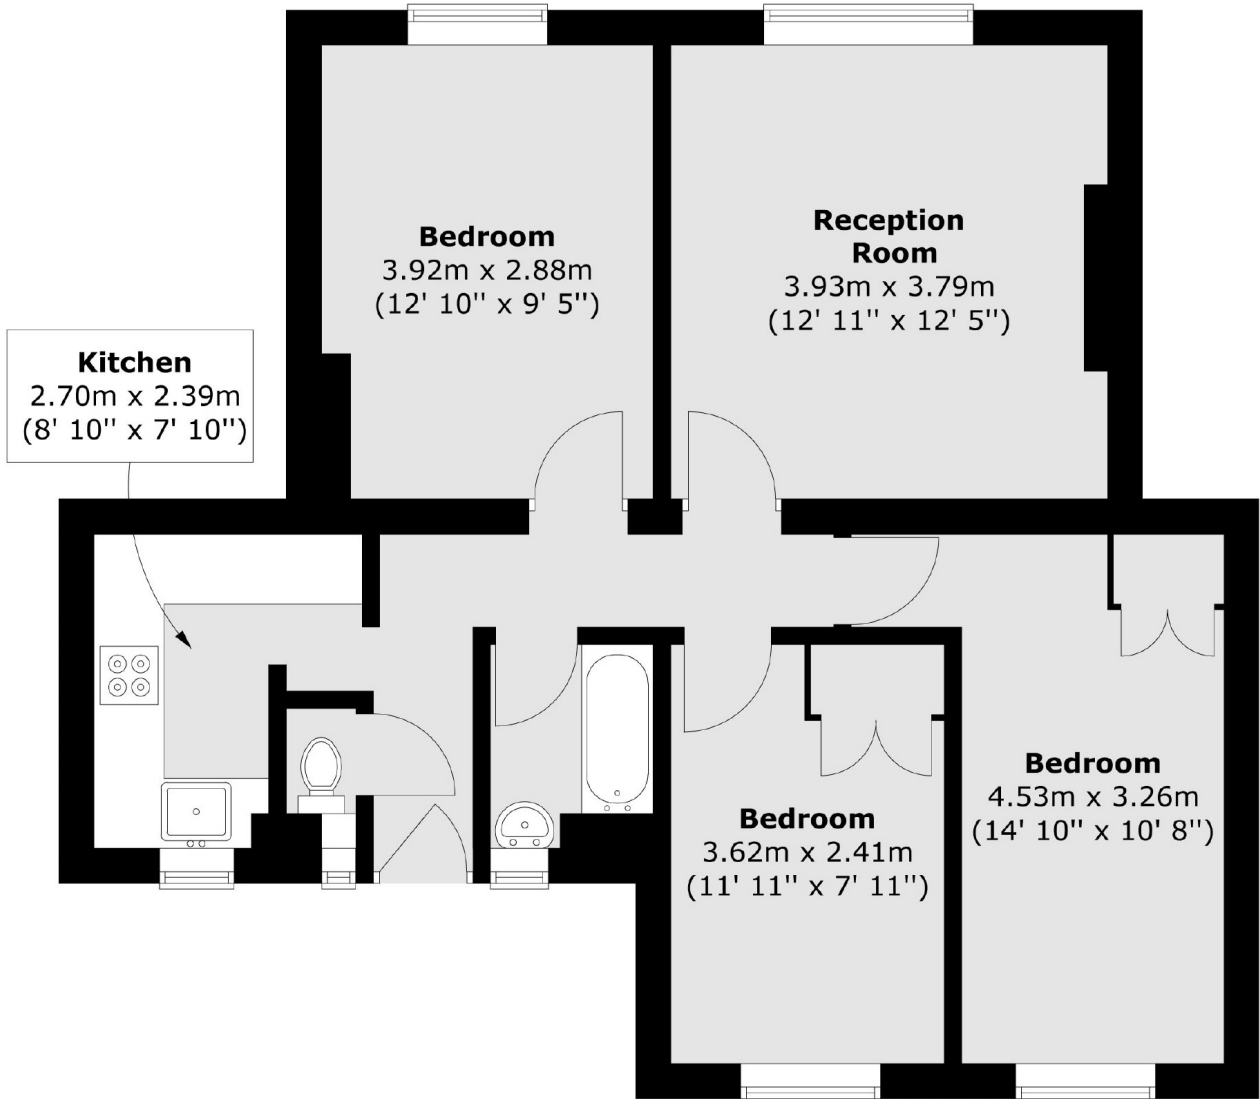 Bedroom
3.92m x 2.88m
(12' 10" x 9' 5")
Reception
Room
3.93m x 3.79m
(12' 11" x 12' 5")
Kitchen
2.70m x 2.39m
(8' 10" x 7' 10")
Bedroom
3.62m x 2.41m
(11' 11" x 7' 11")
Bedroom
4.53m x 3.26m
(14' 10" x 10' 8")